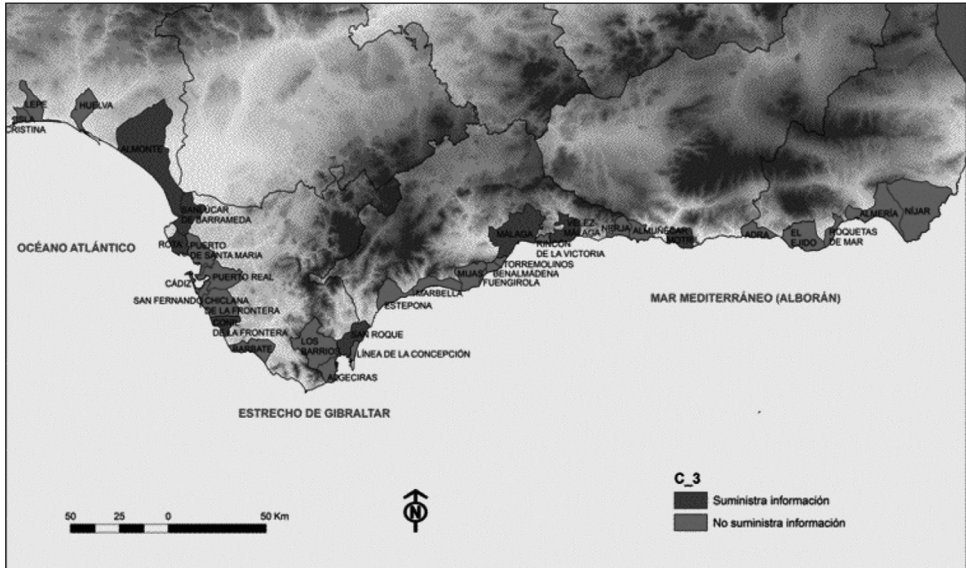 LEPE
ISLA
CRISTINA
HUELVA
ALMONTE
SANLÚCAR
DE BARRAMEDA
OCÉANO ATLÁNTICO
ROTA
PUERTO
DE SANTA MARIA
CÁDIZ
PUERTO REAL
SAN FERNANDO
CHICLANA
DE LA FRONTERA
CONIL
DE LA FRONTERA
BARBATE
LOS
BARRIOS
SAN ROQUE
LÍNEA DE LA CONCEPCIÓN
ALGECIRAS
ESTEPONA
MARBELLA
MIJAS
FUENGIROLA
BENALMÁDENA
TORREMOLINOS
MÁLAGA
RINCÓN
DE LA VICTORIA
VÉLEZ
MÁLAGA
NERJA
ALMUÑÉCAR
MOTRIL
ADRA
EL
EJIDO
ROQUETAS
DE MAR
ALMERÍA
NÍJAR
MAR MEDITERRÁNEO (ALBORÁN)
ESTRECHO DE GIBRALTAR
C_3
Suministra información
No suministra información
50 25 0 50 Km
N